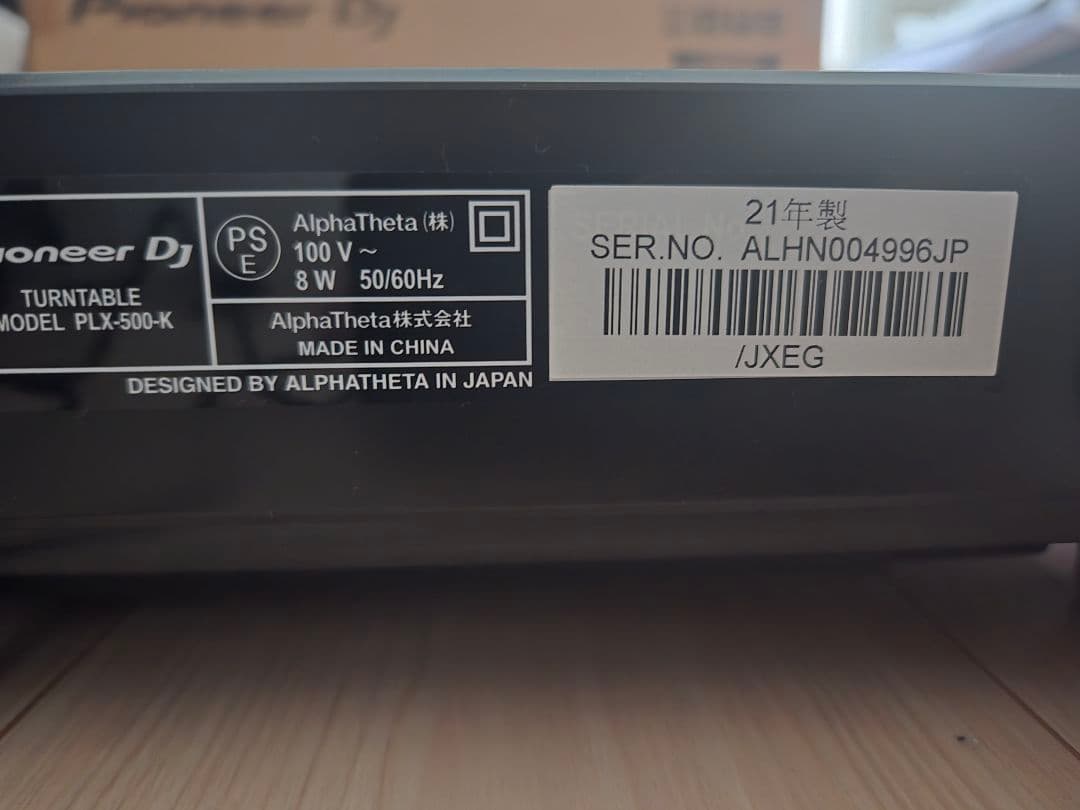 Pioneer Dj
ioneer Dj
TURNTABLE
MODEL PLX-500-K
PS
E
AlphaTheta (株)
100 V ~
8 W 50/60Hz
AlphaTheta株式会社
MADE IN CHINA
DESIGNED BY ALPHATHETA IN JAPAN
21年製
SER.NO. ALHN004996JP
/JXEG